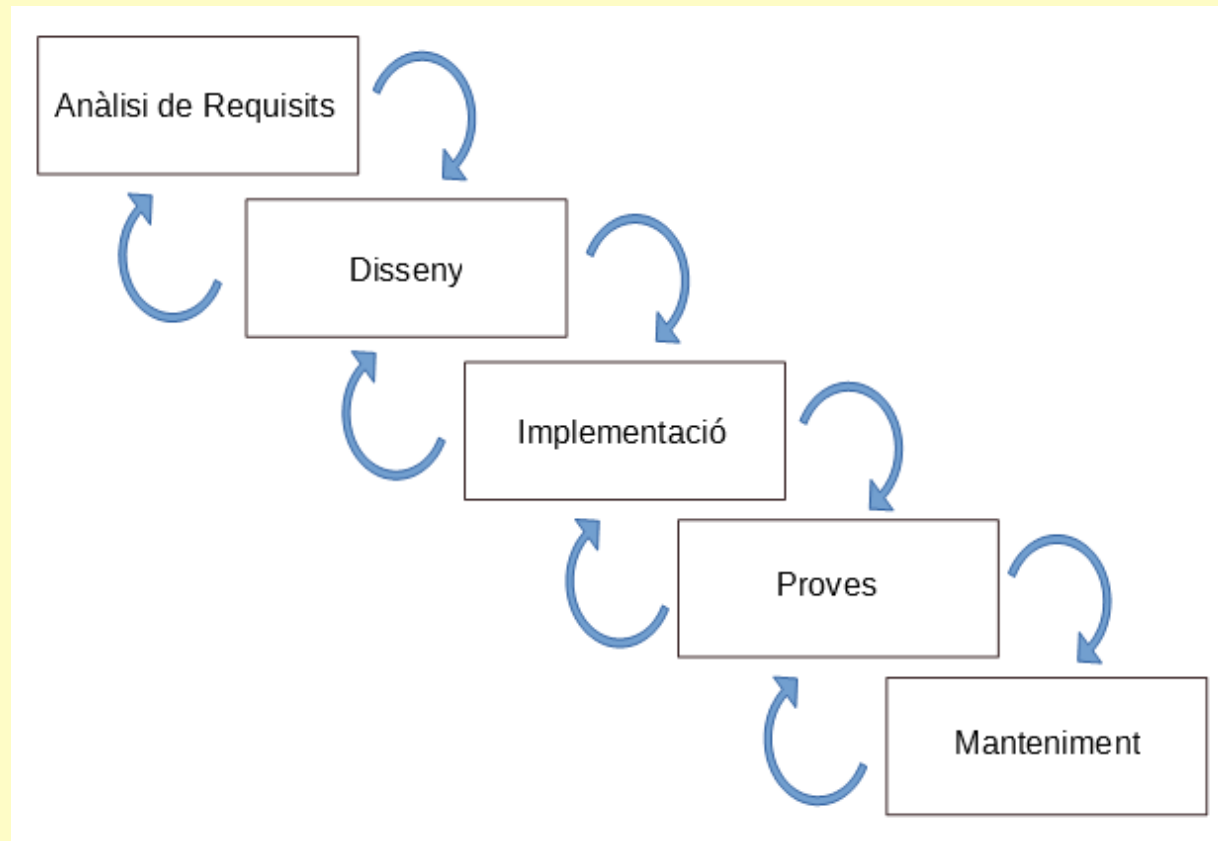 Anàlisi de Requisits
Disseny
Implementació
Proves
Manteniment